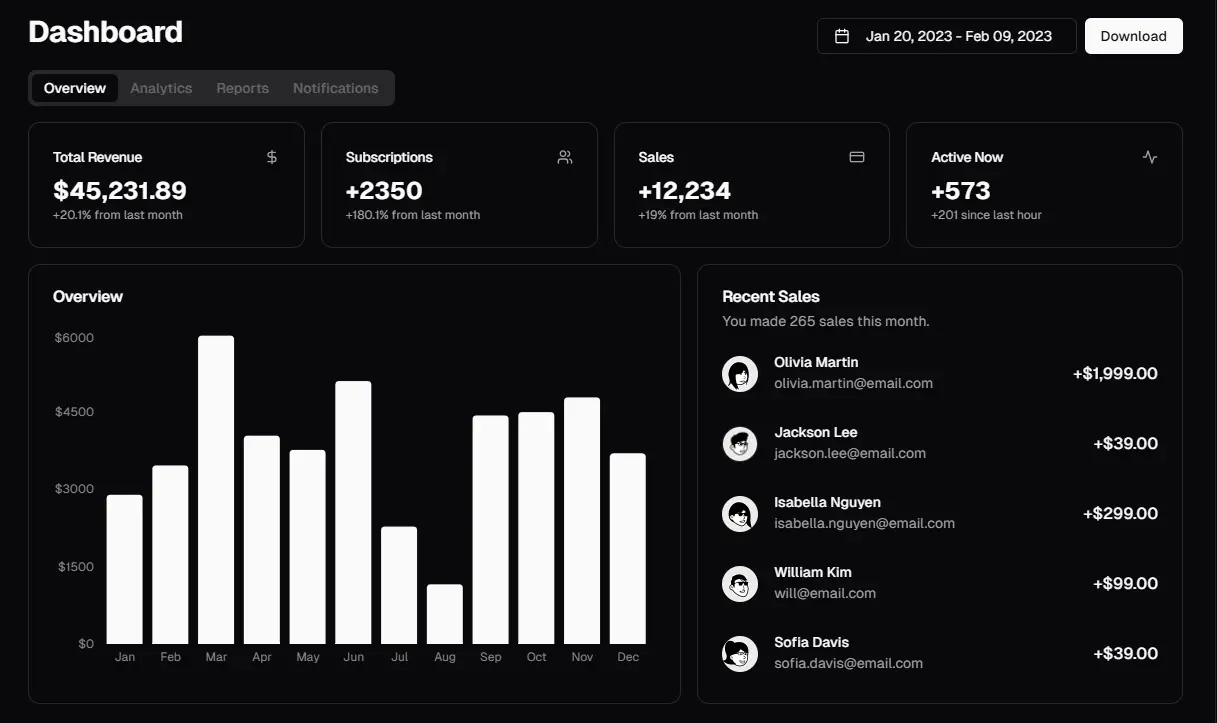 Dashboard
Jan 20, 2023 - Feb 09, 2023
Download
Overview
Analytics
Reports
Notifications
Total Revenue
$45,231.89
+20.1% from last month
Subscriptions
+2350
+180.1% from last month
Sales
+12,234
+19% from last month
Active Now
+573
+201 since last hour
Overview
$6000
$4500
$3000
$1500
$0
Jan Feb Mar Apr May Jun Jul Aug Sep Oct Nov Dec
Recent Sales
You made 265 sales this month.
Olivia Martin
olivia.martin@email.com
+$1,999.00
Jackson Lee
jackson.lee@email.com
+$39.00
Isabella Nguyen
isabella.nguyen@email.com
+$299.00
William Kim
will@email.com
+$99.00
Sofia Davis
sofia.davis@email.com
+$39.00